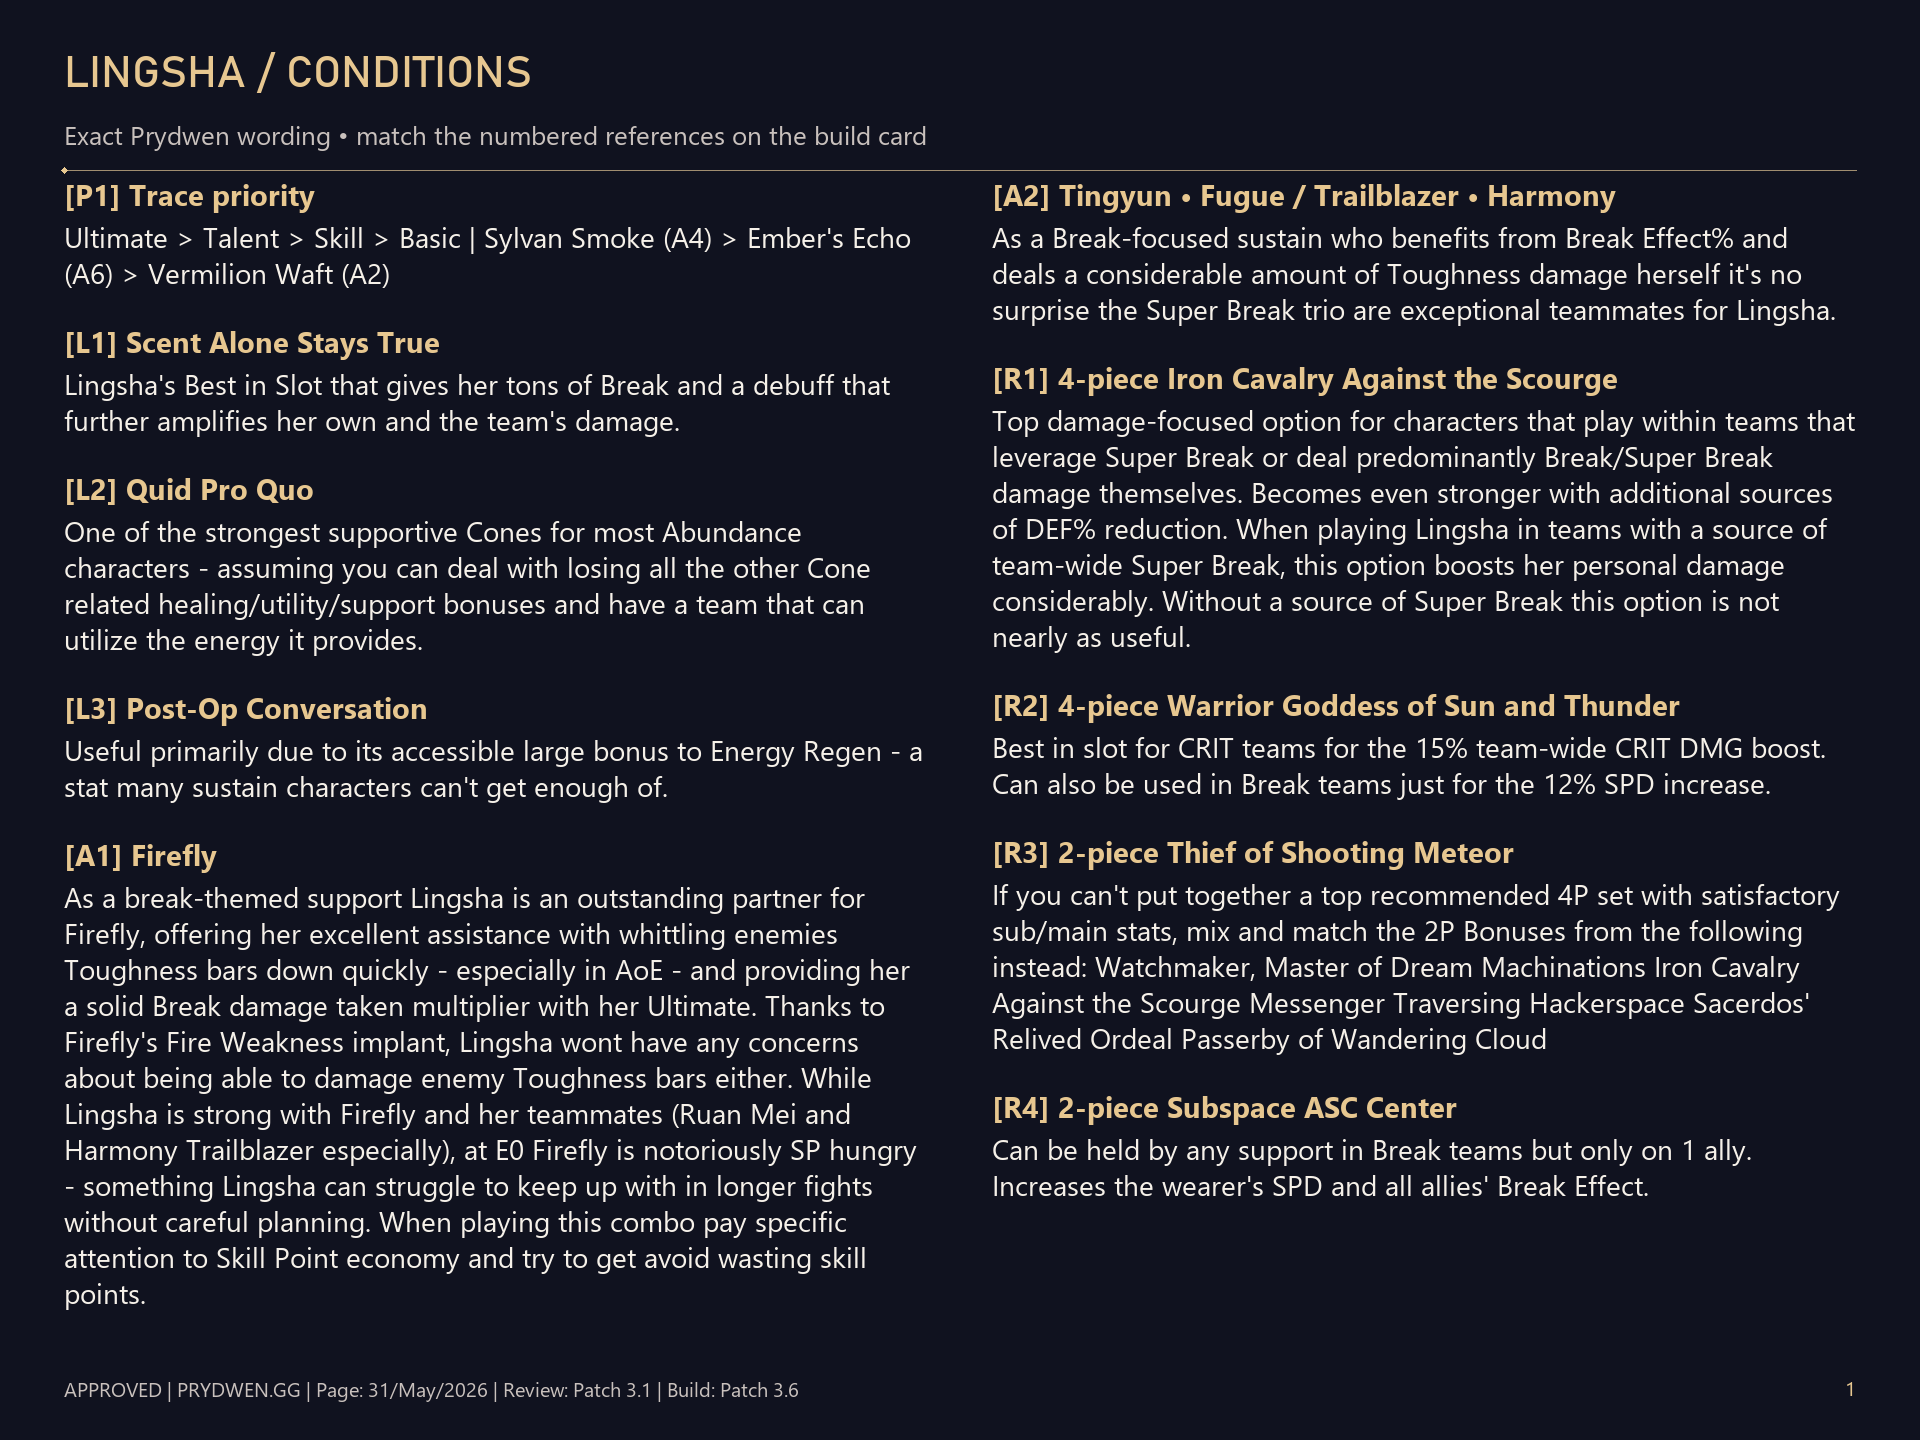 LINGSHA / CONDITIONS
Exact Prydwen wording • match the numbered references on the build card
[P1] Trace priority
Ultimate > Talent > Skill > Basic | Sylvan Smoke (A4) > Ember's Echo
(A6) > Vermilion Waft (A2)
[L1] Scent Alone Stays True
Lingsha's Best in Slot that gives her tons of Break and a debuff that
further amplifies her own and the team's damage.
[L2] Quid Pro Quo
One of the strongest supportive Cones for most Abundance
characters - assuming you can deal with losing all the other Cone
related healing/utility/support bonuses and have a team that can
utilize the energy it provides.
[L3] Post-Op Conversation
Useful primarily due to its accessible large bonus to Energy Regen - a
stat many sustain characters can't get enough of.
[A1] Firefly
As a break-themed support Lingsha is an outstanding partner for
Firefly, offering her excellent assistance with whittling enemies
Toughness bars down quickly - especially in AoE - and providing her
a solid Break damage taken multiplier with her Ultimate. Thanks to
Firefly's Fire Weakness implant, Lingsha wont have any concerns
about being able to damage enemy Toughness bars either. While
Lingsha is strong with Firefly and her teammates (Ruan Mei and
Harmony Trailblazer especially), at E0 Firefly is notoriously SP hungry
- something Lingsha can struggle to keep up with in longer fights
without careful planning. When playing this combo pay specific
attention to Skill Point economy and try to get avoid wasting skill
points.
[A2] Tingyun • Fugue / Trailblazer • Harmony
As a Break-focused sustain who benefits from Break Effect% and
deals a considerable amount of Toughness damage herself it's no
surprise the Super Break trio are exceptional teammates for Lingsha.
[R1] 4-piece Iron Cavalry Against the Scourge
Top damage-focused option for characters that play within teams that
leverage Super Break or deal predominantly Break/Super Break
damage themselves. Becomes even stronger with additional sources
of DEF% reduction. When playing Lingsha in teams with a source of
team-wide Super Break, this option boosts her personal damage
considerably. Without a source of Super Break this option is not
nearly as useful.
[R2] 4-piece Warrior Goddess of Sun and Thunder
Best in slot for CRIT teams for the 15% team-wide CRIT DMG boost.
Can also be used in Break teams just for the 12% SPD increase.
[R3] 2-piece Thief of Shooting Meteor
If you can't put together a top recommended 4P set with satisfactory
sub/main stats, mix and match the 2P Bonuses from the following
instead: Watchmaker, Master of Dream Machinations Iron Cavalry
Against the Scourge Messenger Traversing Hackerspace Sacerdos'
Relived Ordeal Passerby of Wandering Cloud
[R4] 2-piece Subspace ASC Center
Can be held by any support in Break teams but only on 1 ally.
Increases the wearer's SPD and all allies' Break Effect.
APPROVED | PRYDWEN.GG | Page: 31/May/2026 | Review: Patch 3.1 | Build: Patch 3.6
1